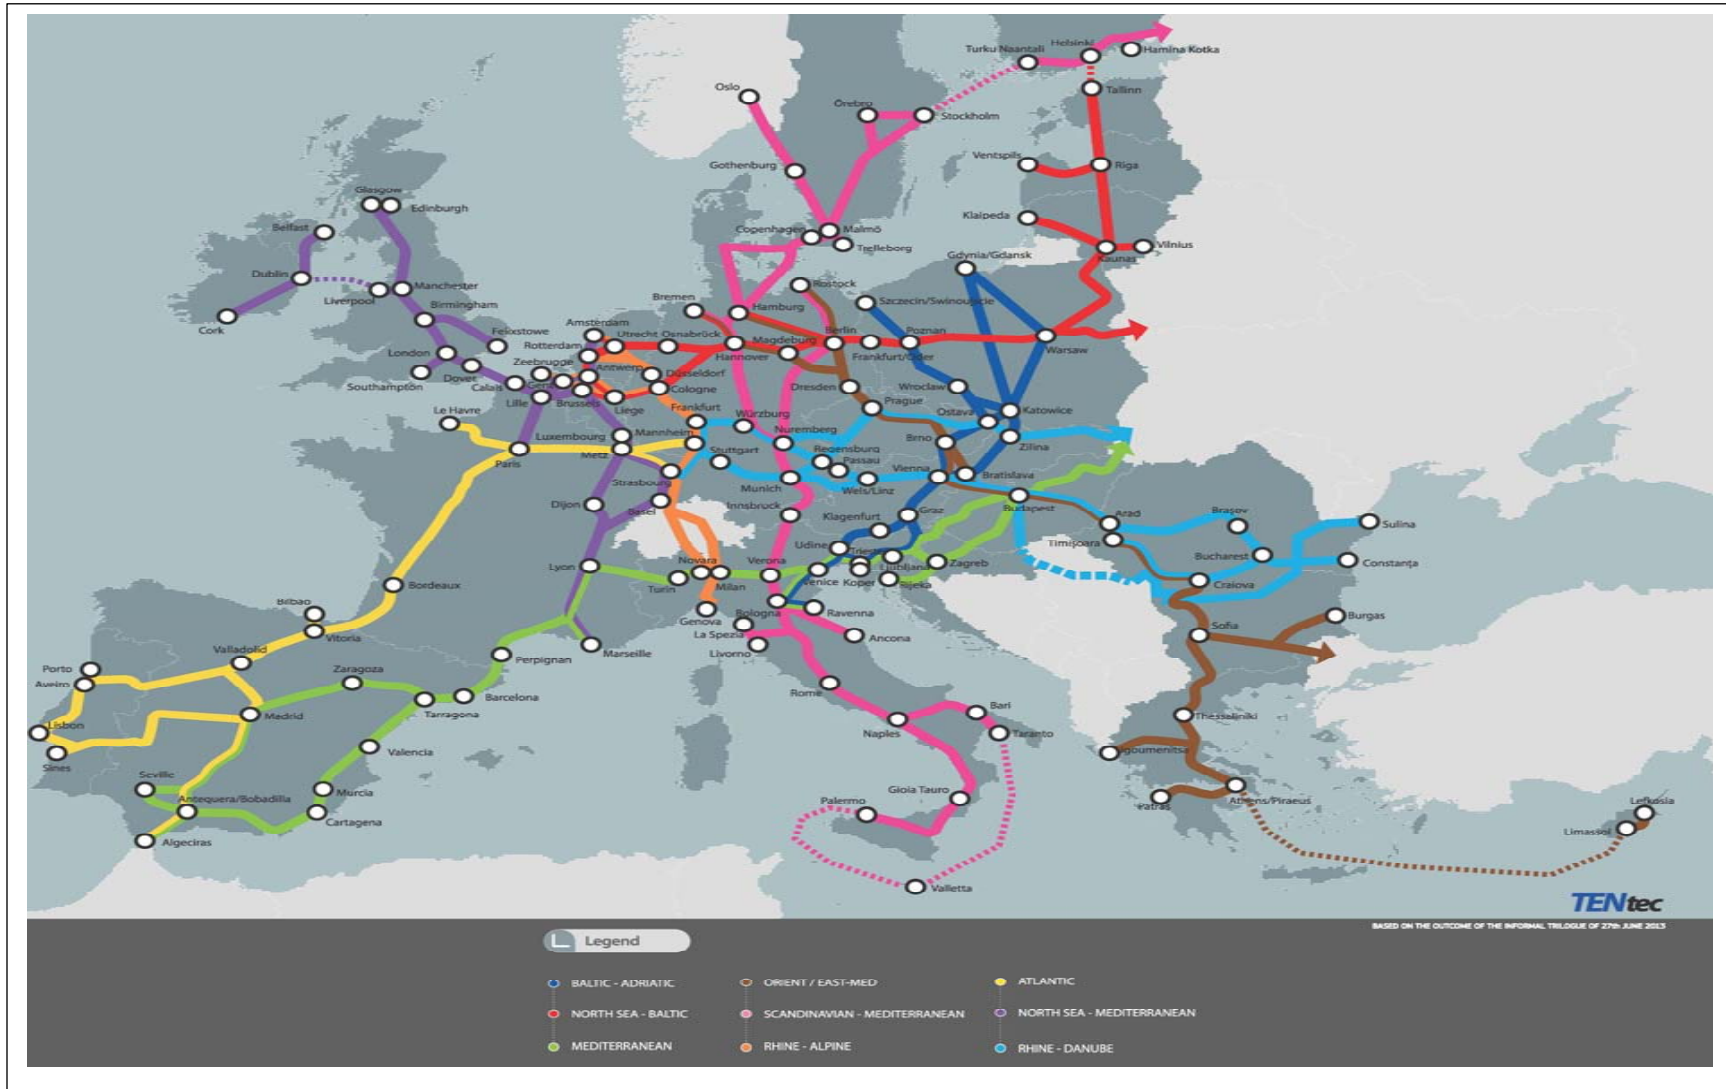 Helsinki
Turku Naantali
Hamina Kotka
Oslo
Tallinn
Örebro
Stockholm
Gothenburg
Ventspils
Riga
Glasgow
Edinburgh
Klaipeda
Belfast
Copenhagen
Malmö
Trelleborg
Vilnius
Kaunas
Gdynia/Gdansk
Dublin
Manchester
Liverpool
Rostock
Bremen
Hamburg
Szczecin/Swinoujscie
Birmingham
Cork
Felixstowe
Amsterdam
Utrecht
Osnabrück
Berlin
Poznan
Rotterdam
Magdeburg
Hannover
Frankfurt/Oder
Warsaw
London
Zeebrugge
Dover
Calais
Gent
Antwerp
Düsseldorf
Southampton
Cologne
Dresden
Wroclaw
Lille
Brussels
Liege
Prague
Le Havre
Frankfurt
Würzburg
Ostava
Katowice
Luxembourg
Mannheim
Nuremberg
Brno
Zilina
Paris
Metz
Stuttgart
Regensburg
Passau
Vienna
Bratislava
Strasbourg
Munich
Wels/Linz
Dijon
Basel
Innsbruck
Klagenfurt
Graz
Budapest
Arad
Braşov
Sulina
Timişoara
Udine
Trieste
Ljubljana
Zagreb
Bucharest
Constanţa
Lyon
Novara
Verona
Turin
Milan
Venice
Koper
Rijeka
Craiova
Bordeaux
Bilbao
Genova
Bologna
Ravenna
Burgas
Vitoria
La Spezia
Ancona
Sofia
Valladolid
Marseille
Livorno
Perpignan
Porto
Aveiro
Zaragoza
Barcelona
Rome
Madrid
Tarragona
Bari
Thessaliniki
Lisbon
Naples
Taranto
Igoumenitsa
Valencia
Sines
Seville
Murcia
Gioia Tauro
Athens/Piraeus
Antequera/Bobadilla
Palermo
Patras
Lefkosia
Cartagena
Limassol
Algeciras
Valletta
TENtec
BASED ON THE OUTCOME OF THE INFORMAL TRILOGUE OF 27th JUNE 2013
Legend
BALTIC - ADRIATIC
ORIENT / EAST-MED
ATLANTIC
NORTH SEA - BALTIC
SCANDINAVIAN - MEDITERRANEAN
NORTH SEA - MEDITERRANEAN
MEDITERRANEAN
RHINE - ALPINE
RHINE - DANUBE